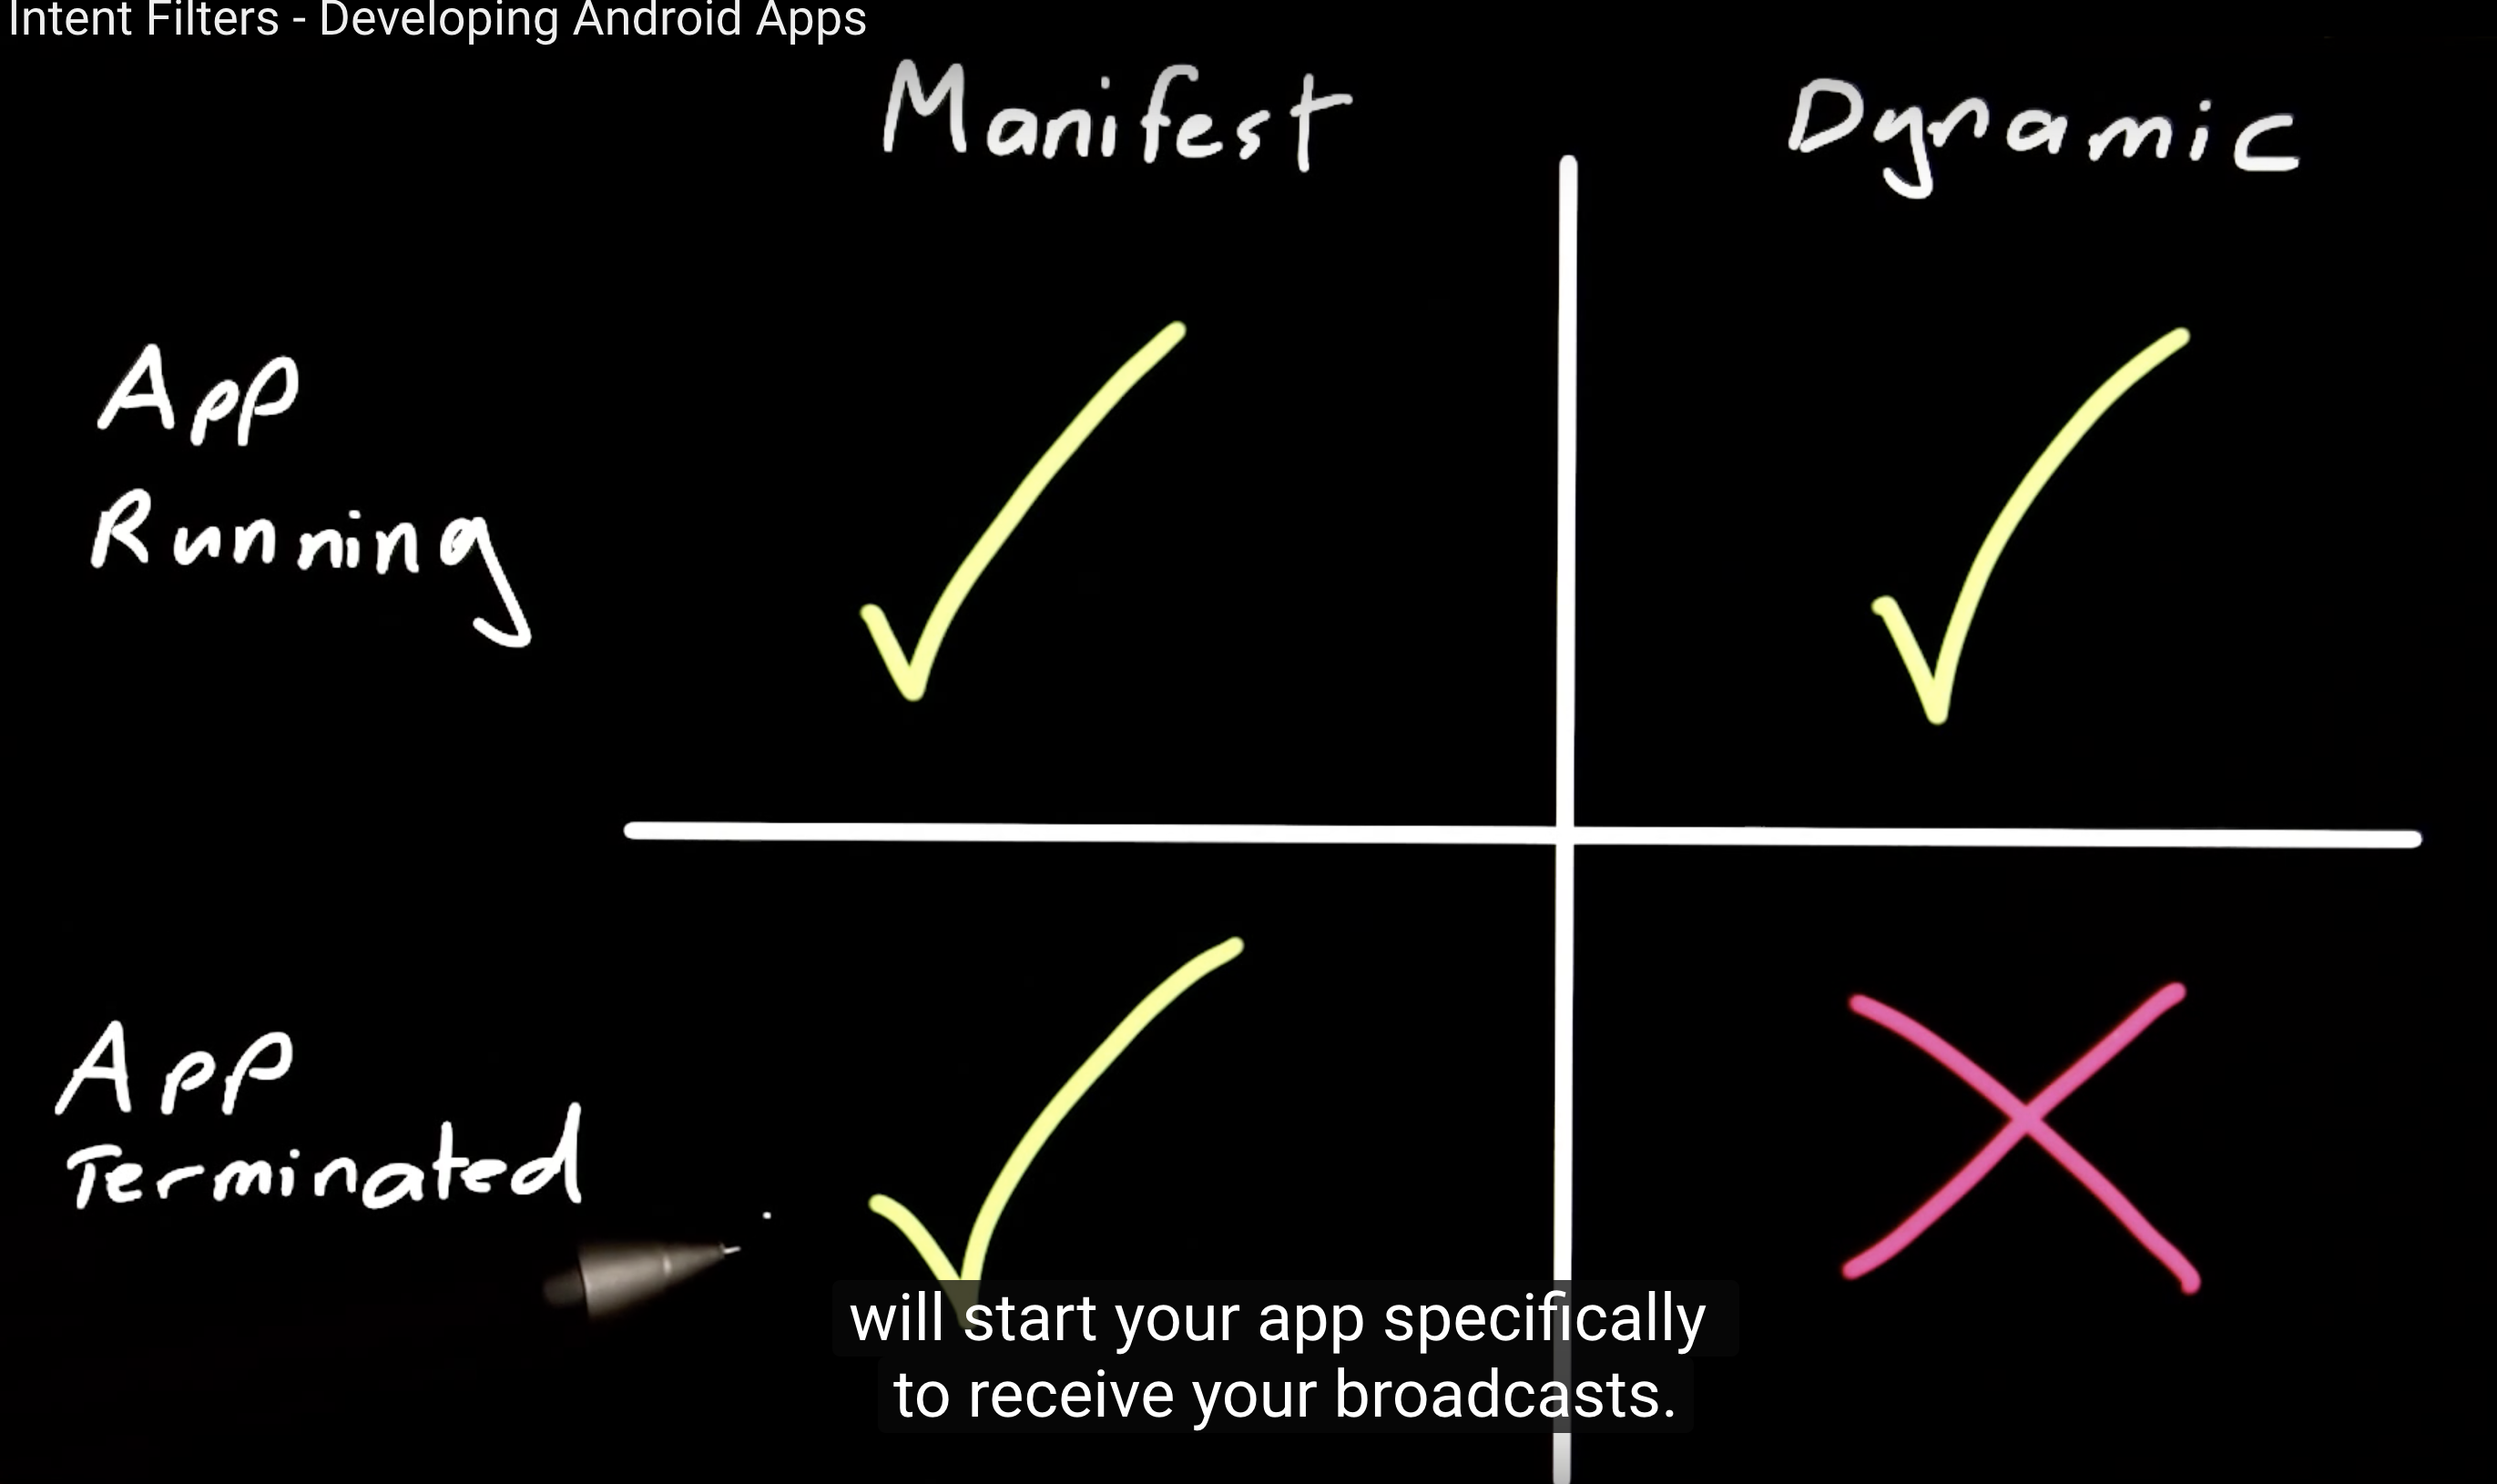 Intent Filters - Developing Android Apps
Manifest
Dynamic
App
Running
App
Terminated
will start your app specifically
to receive your broadcasts.